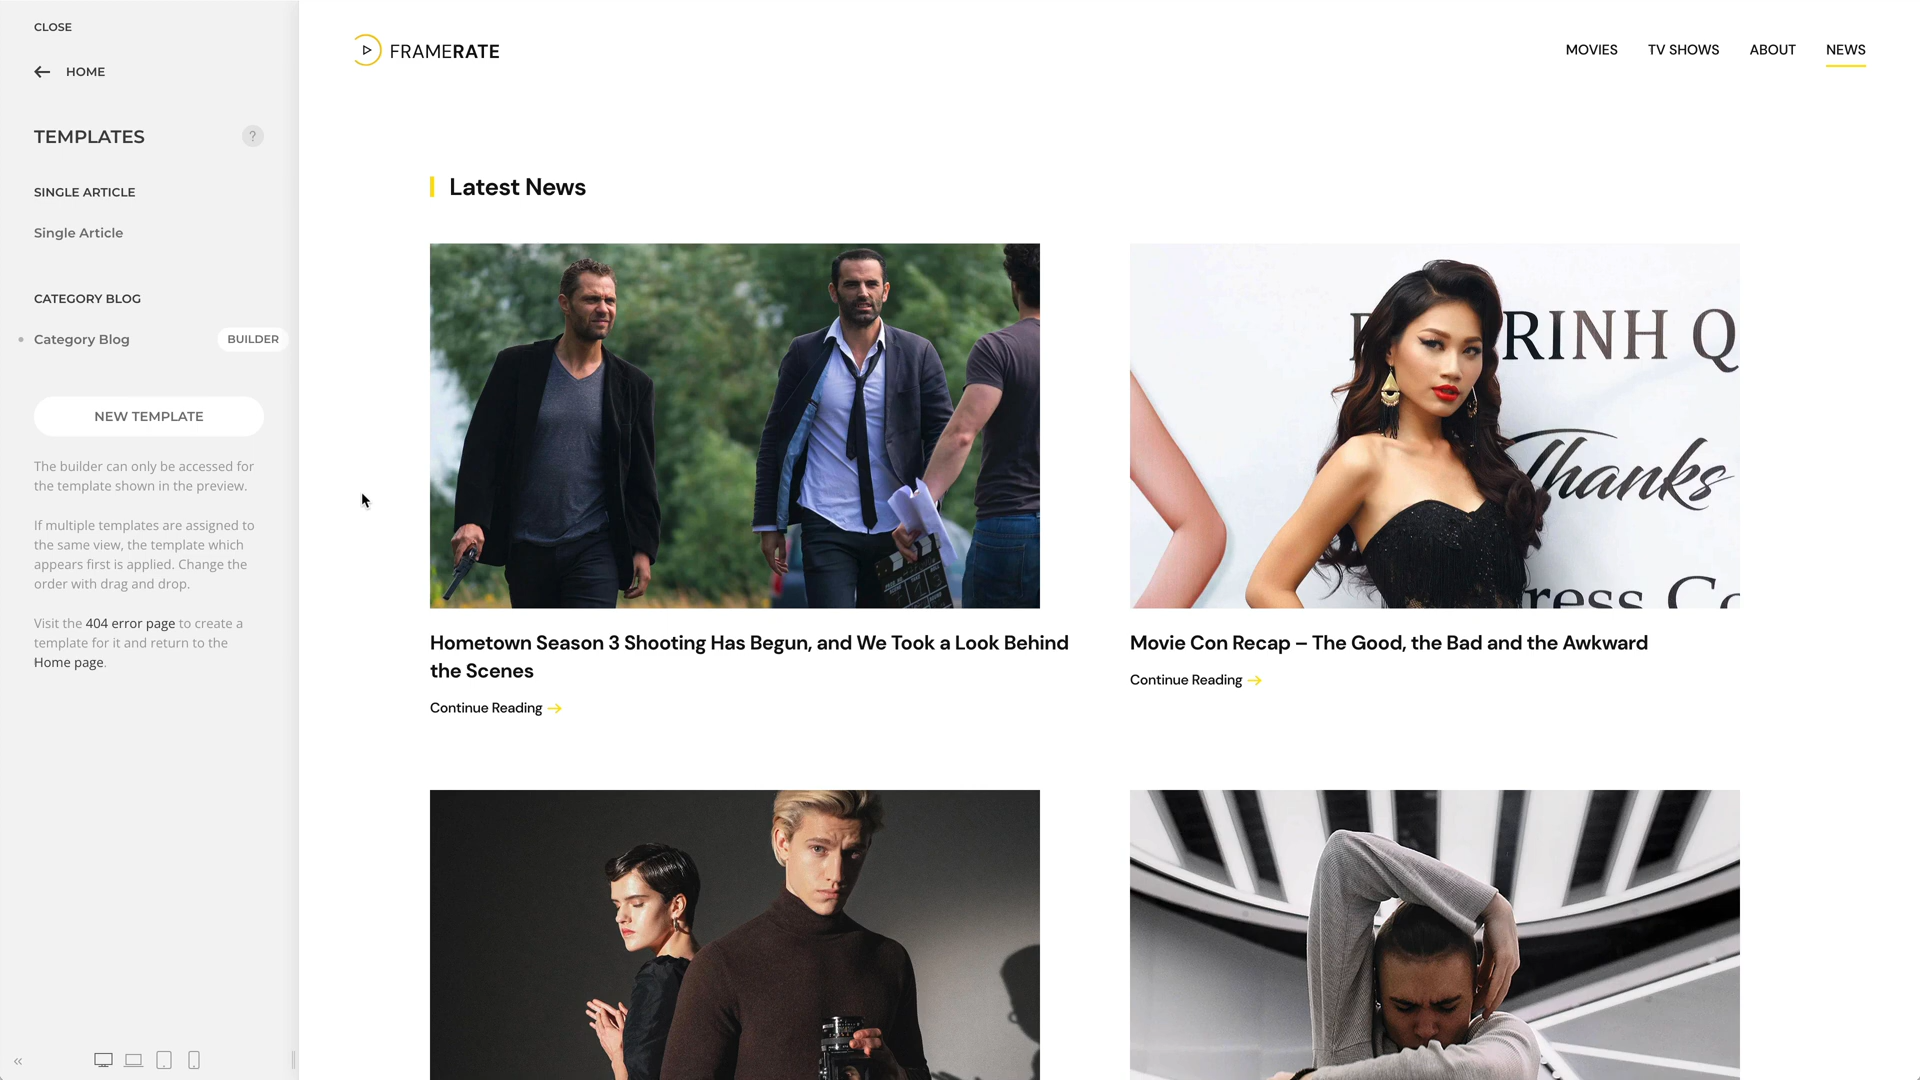 CLOSE
HOME
TEMPLATES
?
SINGLE ARTICLE
Single Article
CATEGORY BLOG
Category Blog
BUILDER
NEW TEMPLATE
The builder can only be accessed for
the template shown in the preview.
If multiple templates are assigned to
the same view, the template which
appears first is applied. Change the
order with drag and drop.
Visit the 404 error page to create a
template for it and return to the
Home page.
FRAMERATE
MOVIES
TV SHOWS
ABOUT
NEWS
Latest News
RINH Q
Thanks
ress Co
Hometown Season 3 Shooting Has Begun, and We Took a Look Behind
the Scenes
Continue Reading
Movie Con Recap – The Good, the Bad and the Awkward
Continue Reading